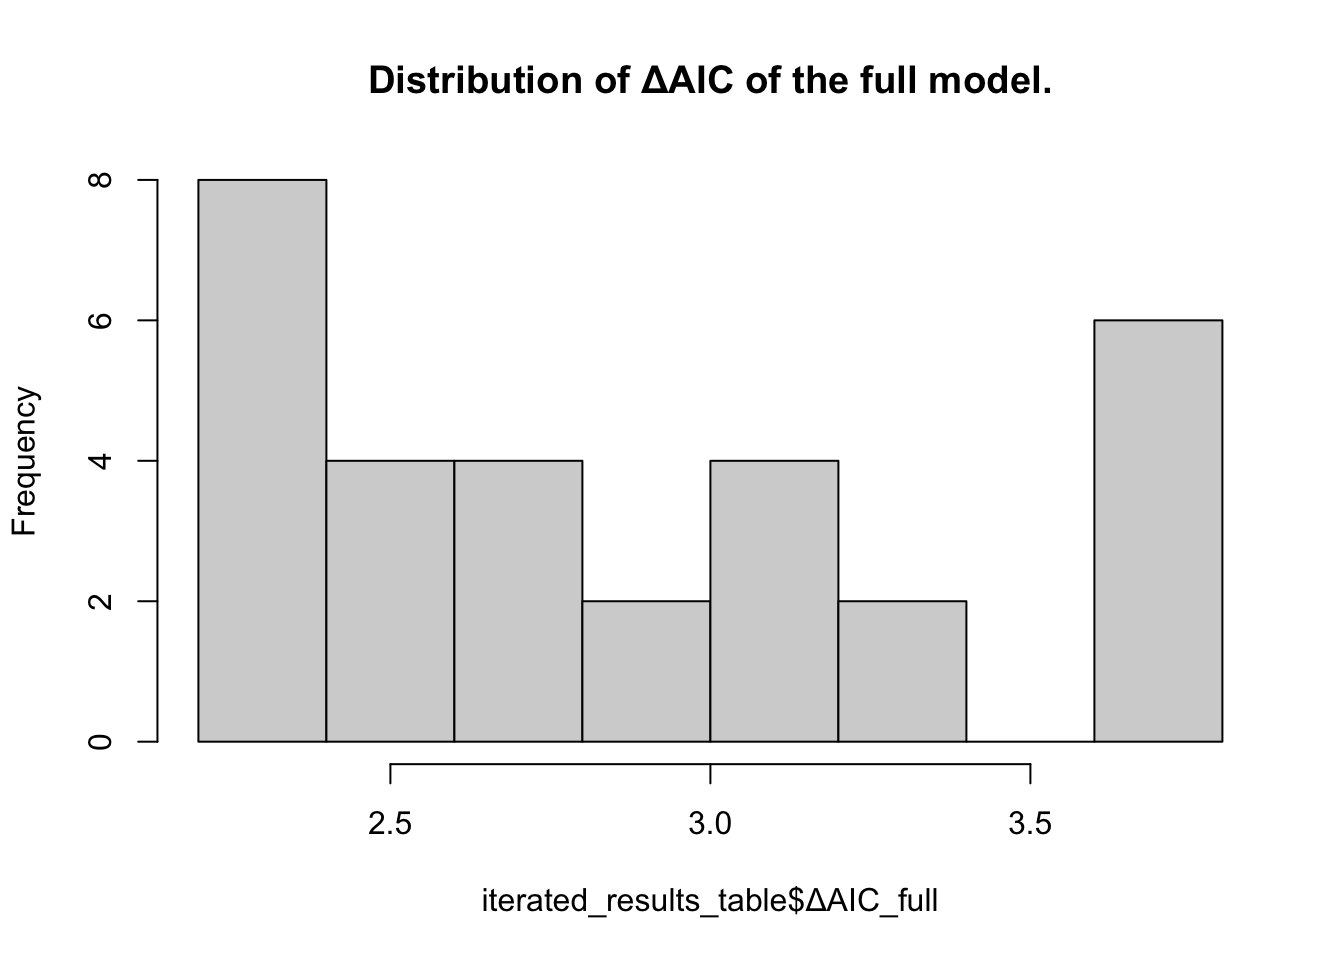 Distribution of ΔAIC of the full model.
8
6
4
2
0
Frequency
2.5 3.0 3.5
iterated_results_table$ΔAIC_full